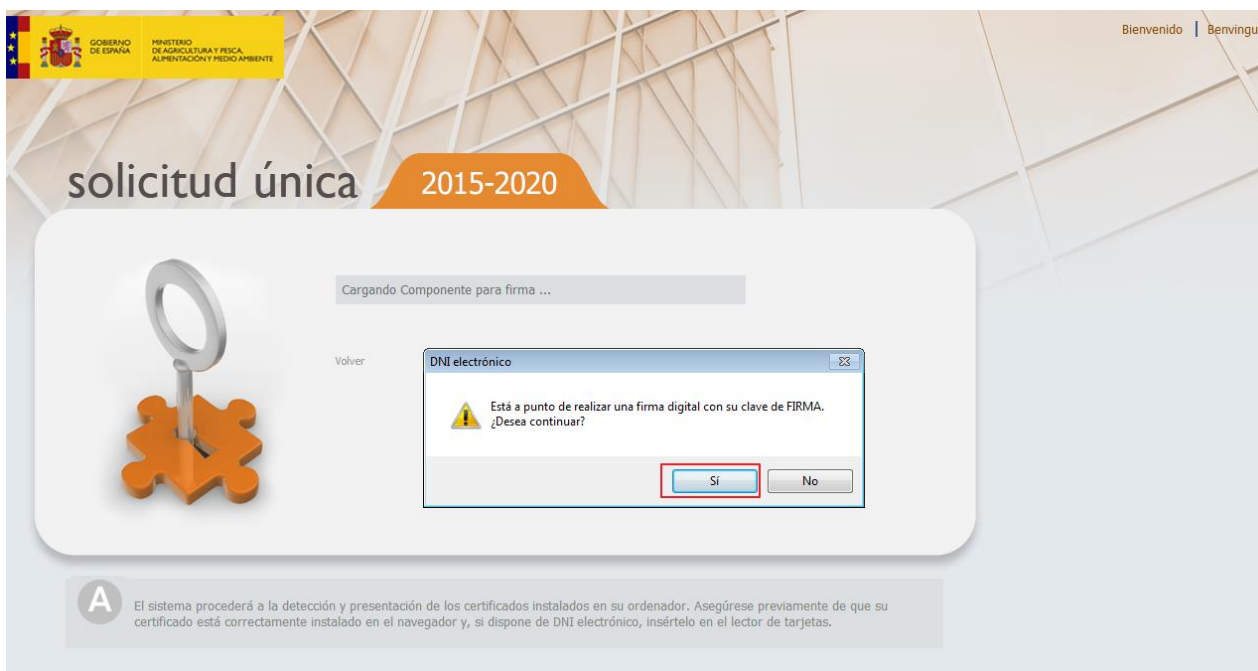 GOBIERNO
DE ESPAÑA
MINISTERIO
DE AGRICULTURA Y PESCA,
ALIMENTACIÓN Y MEDIO AMBIENTE
Bienvenido | Benvingu
solicitud única 2015-2020
Cargando Componente para firma ...
Volver
DNI electrónico
Está a punto de realizar una firma digital con su clave de FIRMA.
¿Desea continuar?
Sí No
A
El sistema procederá a la detección y presentación de los certificados instalados en su ordenador. Asegúrese previamente de que su
certificado está correctamente instalado en el navegador y, si dispone de DNI electrónico, insértelo en el lector de tarjetas.